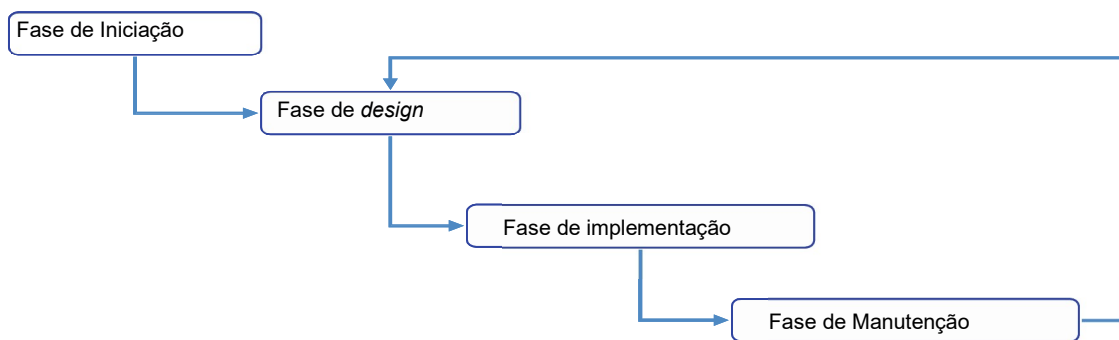 Fase de Iniciação
Fase de design
Fase de implementação
Fase de Manutenção